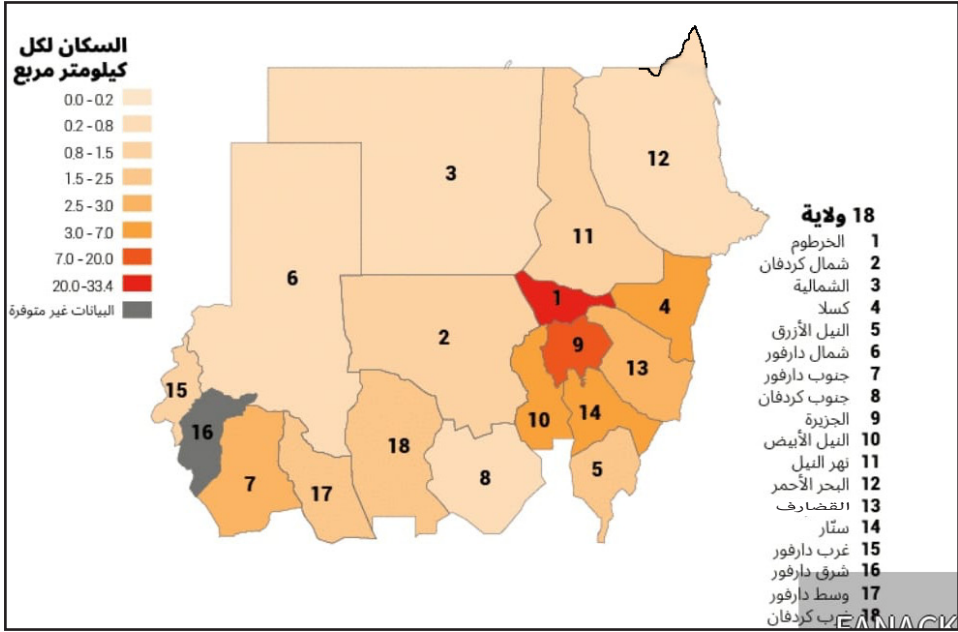 السكان لكل
كيلومتر مربع
0.0 - 0.2
0.2 - 0.8
0.8 - 1.5
1.5 - 2.5
2.5 - 3.0
3.0 - 7.0
7.0 - 20.0
20.0-33.4
البيانات غير متوفرة
3
12
11
6
1
4
2
9
13
15
10
14
16
18
7
17
8
5
18 ولاية
1 الخرطوم
2 شمال كردفان
3 الشمالية
4 كسلا
5 النيل الأزرق
6 شمال دارفور
7 جنوب دارفور
8 جنوب كردفان
9 الجزيرة
10 النيل الأبيض
11 نهر النيل
12 البحر الأحمر
13 القضارف
14 سنّار
15 غرب دارفور
16 شرق دارفور
17 وسط دارفور
18 غرب كردفان
FANACK